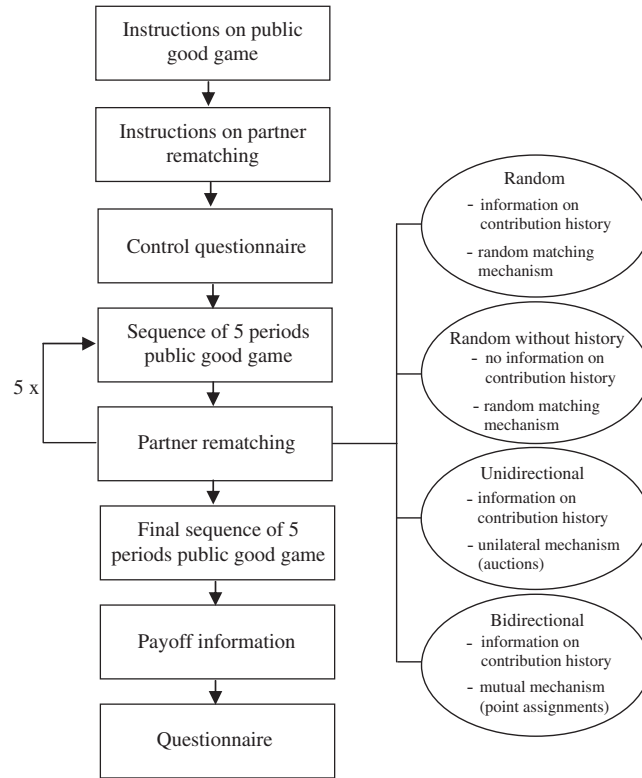 Instructions on public
good game
Instructions on partner
rematching
Control questionnaire
Sequence of 5 periods
public good game
5 x
Partner rematching
Final sequence of 5
periods public good game
Payoff information
Questionnaire
Random
- information on
contribution history
- random matching
mechanism
Random without history
- no information on
contribution history
- random matching
mechanism
Unidirectional
- information on
contribution history
- unilateral mechanism
(auctions)
Bidirectional
- information on
contribution history
- mutual mechanism
(point assignments)